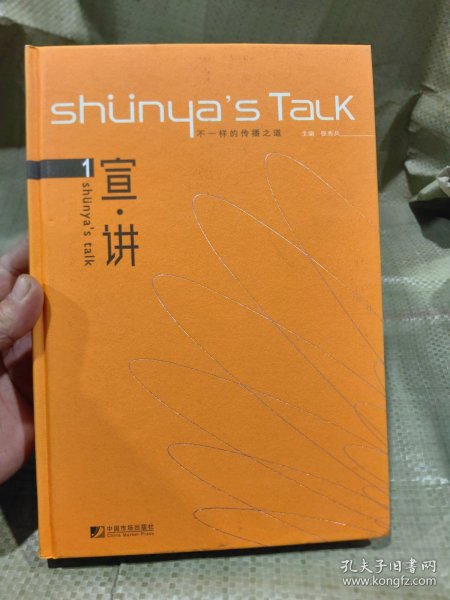 shünya's Talk
不一样的传播之道
主编
1
shünya's talk
宣·讲
中国市场出版社
China Market Press
孔夫子旧书网
www.kongfz.com